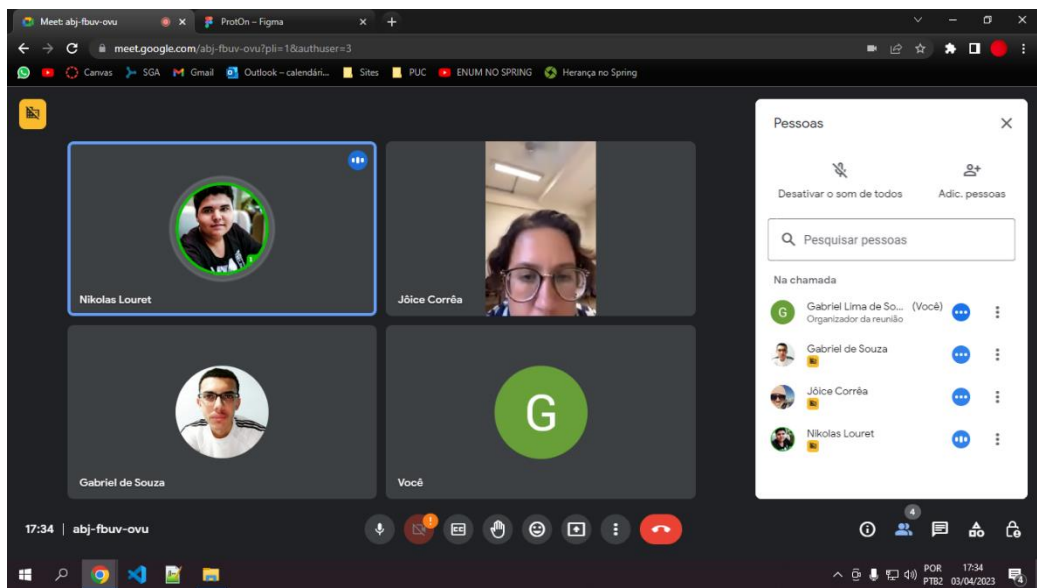 Meet: abj-fbuv-ovu
ProtOn – Figma
meet.google.com/abj-fbuv-ovu?pli=1&authuser=3
Canvas
SGA
Gmail
Outlook – calendári...
Sites
PUC
ENUM NO SPRING
Herança no Spring
Nikolas Louret
Jôice Corrêa
Gabriel de Souza
G
Você
Pessoas
Desativar o som de todos
Adic. pessoas
Pesquisar pessoas
Na chamada
G
Gabriel Lima de So... (Você)
Organizador da reunião
Gabriel de Souza
Jôice Corrêa
Nikolas Louret
17:34 | abj-fbuv-ovu
4
POR 17:34
PTB2 03/04/2023
4